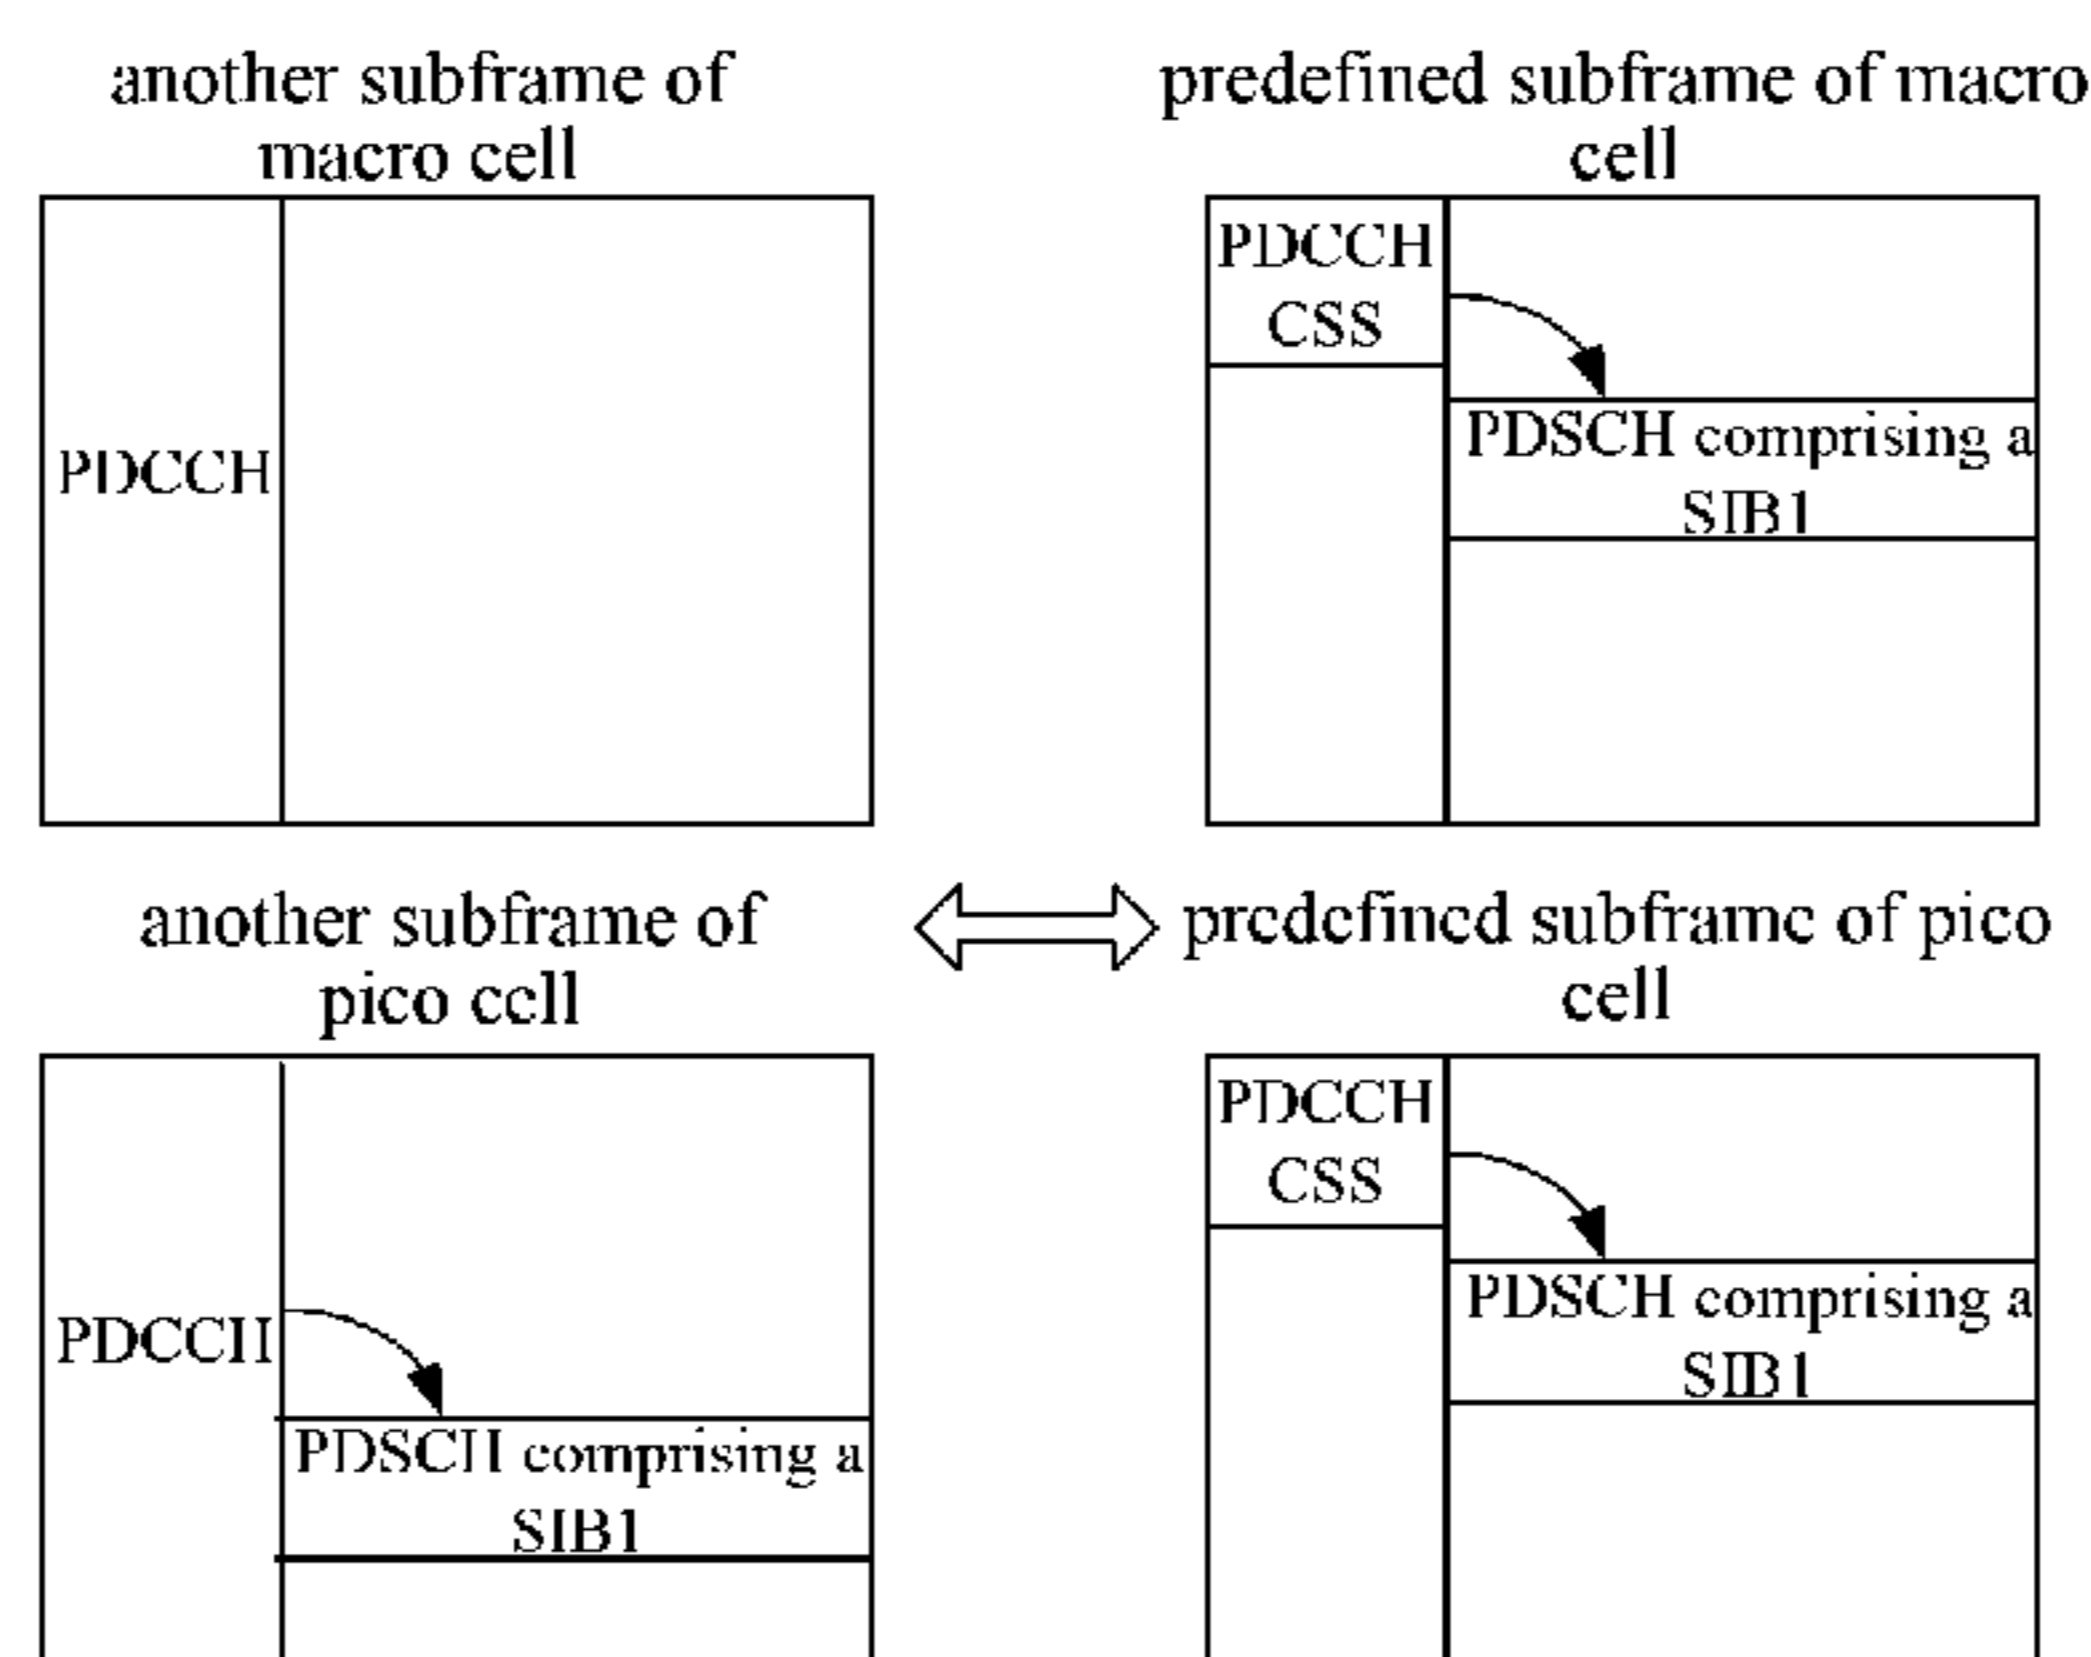 another subframe of
macro cell
predefined subframe of macro
cell
PDCCH
PDCCH
CSS
PDSCH comprising a
SIB1
another subframe of
pico cell
predefined subframe of pico
cell
PDCCH
PDSCH comprising a
SIB1
PDCCH
CSS
PDSCH comprising a
SIB1